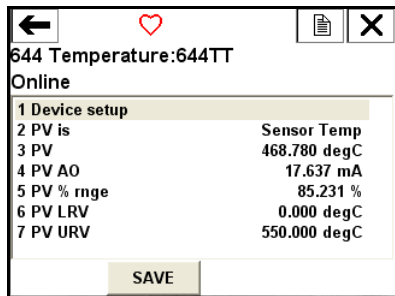 644 Temperature:644TT
Online
1 Device setup
2 PV is Sensor Temp
3 PV 468.780 degC
4 PV AO 17.637 mA
5 PV % rnge 85.231 %
6 PV LRV 0.000 degC
7 PV URV 550.000 degC
SAVE